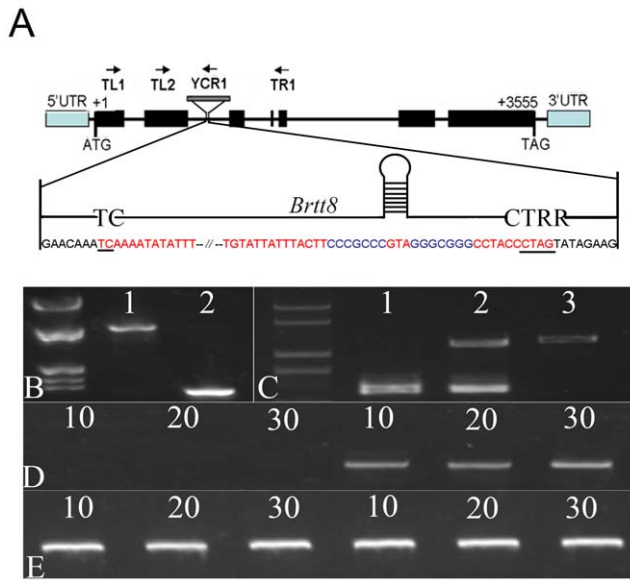 A
TL1 TL2 YCR1 TR1
5'UTR +1 +3555 3'UTR
ATG TAG
TC Brtt8 CTRR
GAACAAATCAAAATATATTT--//--TGTATTATTTACTTCCCGCCCGTAGGGCGGGCCTACCCTAGTATAGAAG
1 2 1 2 3
B C
10 20 30 10 20 30
D
10 20 30 10 20 30
E